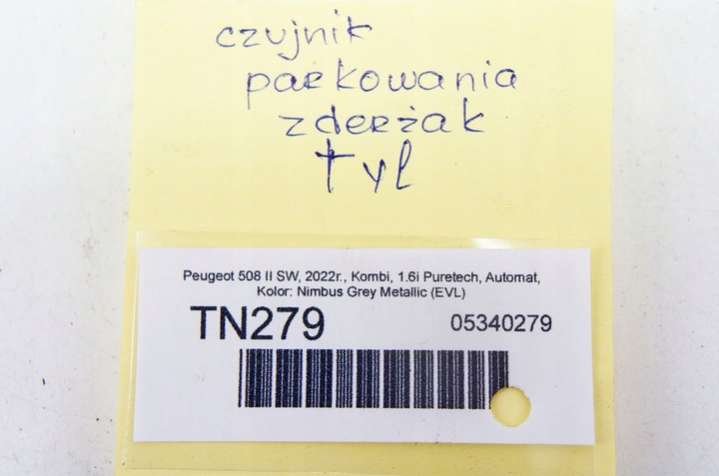 czujnik
parkowania
zderżak
tyl
Peugeot 508 II SW, 2022r., Kombi, 1.6i Puretech, Automat,
Kolor: Nimbus Grey Metallic (EVL)
TN279 05340279